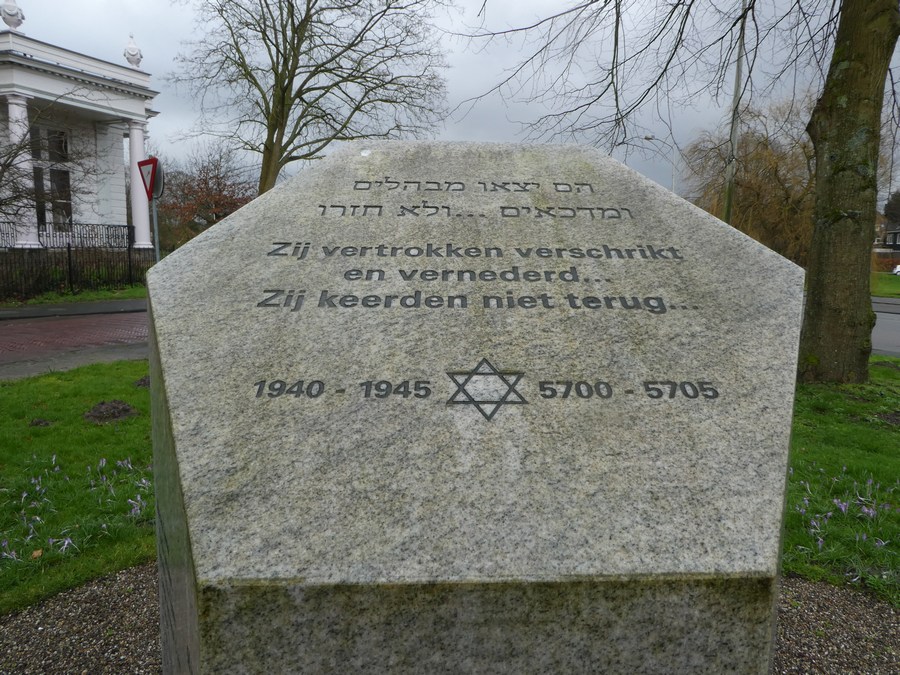 הם יצאו מבהלים
ומדכאים ...ולא חזרו
Zij vertrokken verschrikt
en vernederd...
Zij keerden niet terug...
1940 - 1945 5700 - 5705